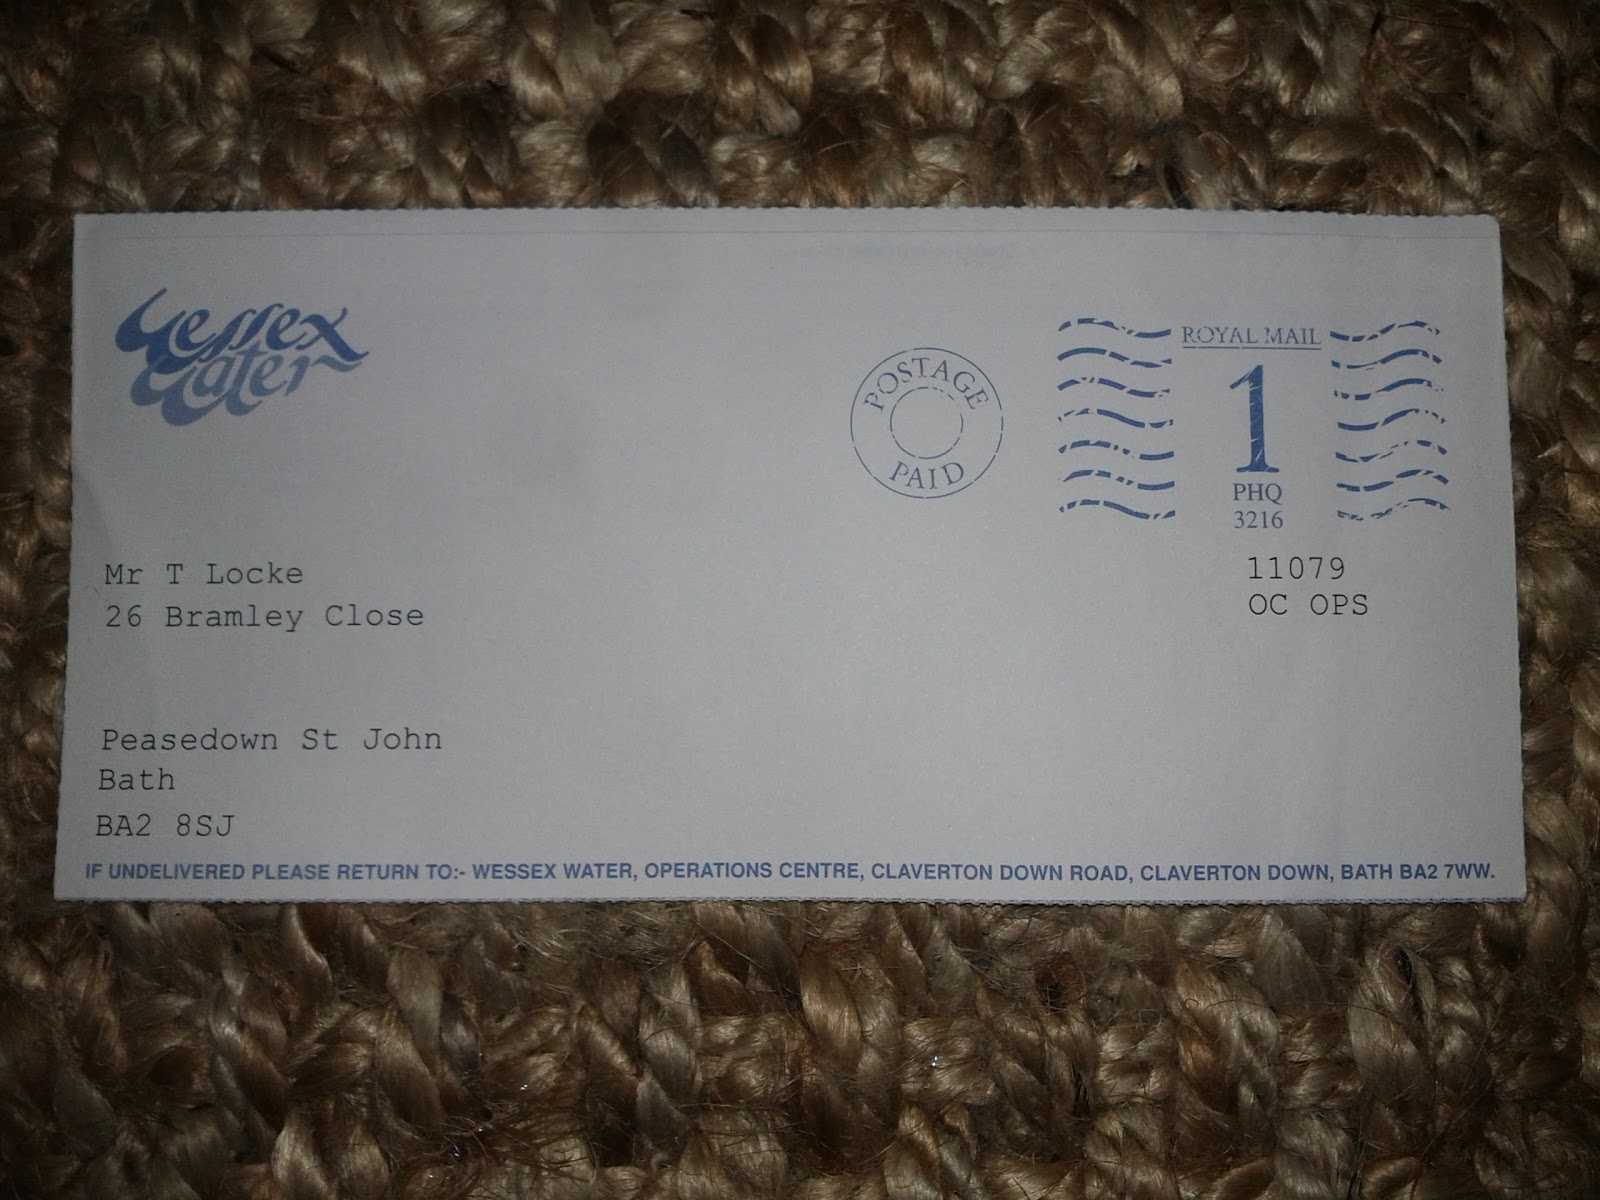 Wessex
Water
POSTAGE
PAID
ROYAL MAIL
1
PHQ
3216
11079
OC OPS
Mr T Locke
26 Bramley Close
Peasedown St John
Bath
BA2 8SJ
IF UNDELIVERED PLEASE RETURN TO:- WESSEX WATER, OPERATIONS CENTRE, CLAVERTON DOWN ROAD, CLAVERTON DOWN, BATH BA2 7WW.